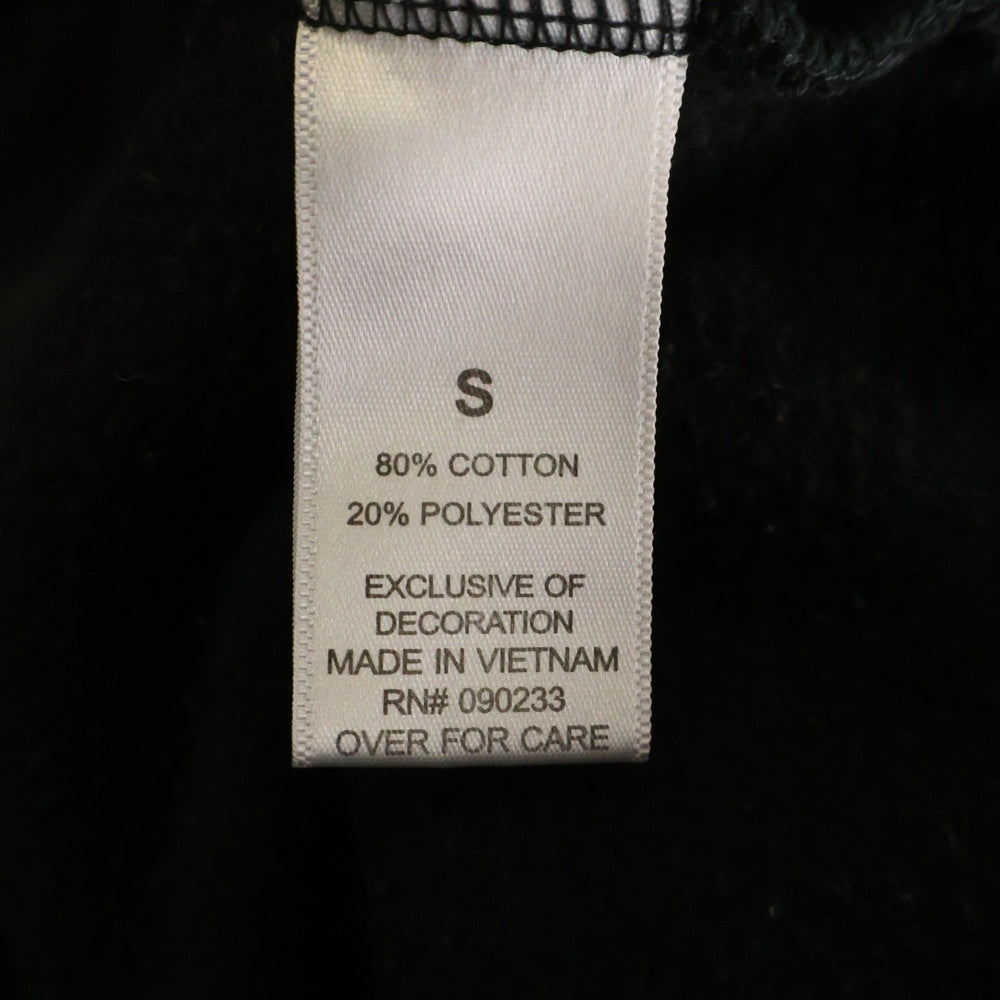 S
80% COTTON
20% POLYESTER
EXCLUSIVE OF
DECORATION
MADE IN VIETNAM
RN# 090233
OVER FOR CARE